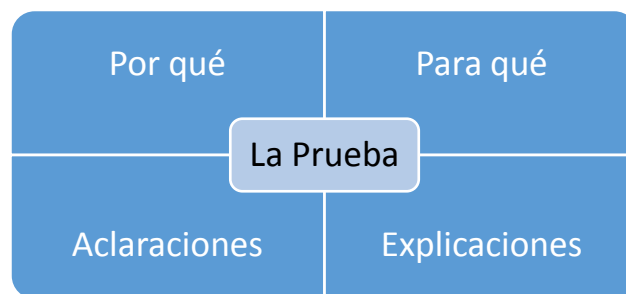 Por qué
Para qué
La Prueba
Aclaraciones
Explicaciones